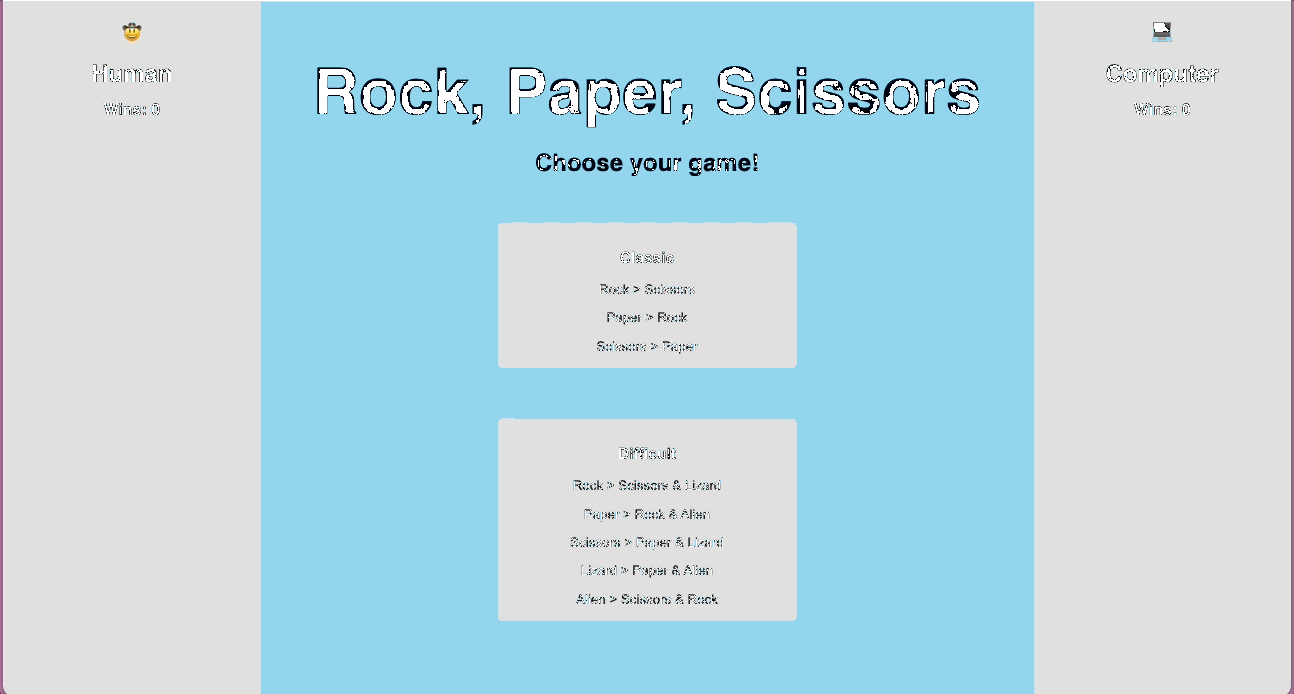 Human
Wins: 0
Rock, Paper, Scissors
Choose your game!
Classic
Rock > Scissors
Paper > Rock
Scissors > Paper
Difficult
Rock > Scissors & Lizard
Paper > Rock & Alien
Scissors > Paper & Lizard
Lizard > Paper & Alien
Alien > Scissors & Rock
Computer
Wins: 0